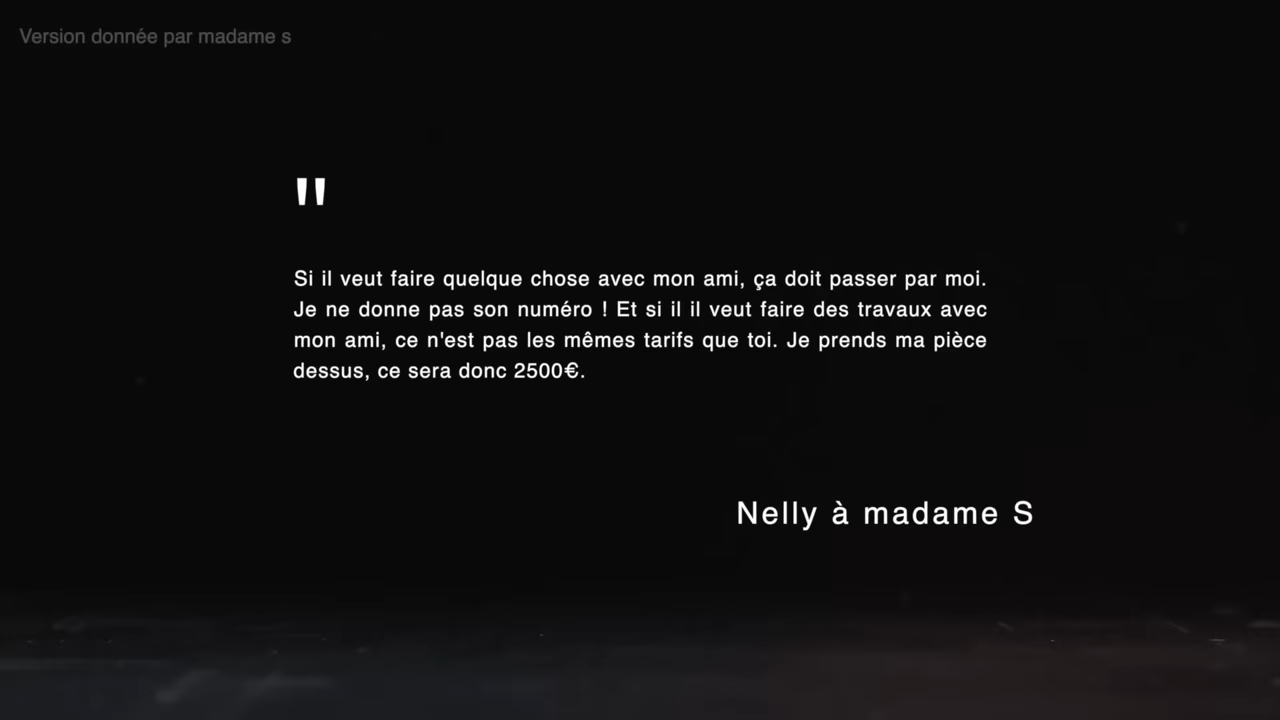 Version donnée par madame s
"
Si il veut faire quelque chose avec mon ami, ça doit passer par moi.
Je ne donne pas son numéro ! Et si il il veut faire des travaux avec
mon ami, ce n'est pas les mêmes tarifs que toi. Je prends ma pièce
dessus, ce sera donc 2500€.
Nelly à madame S